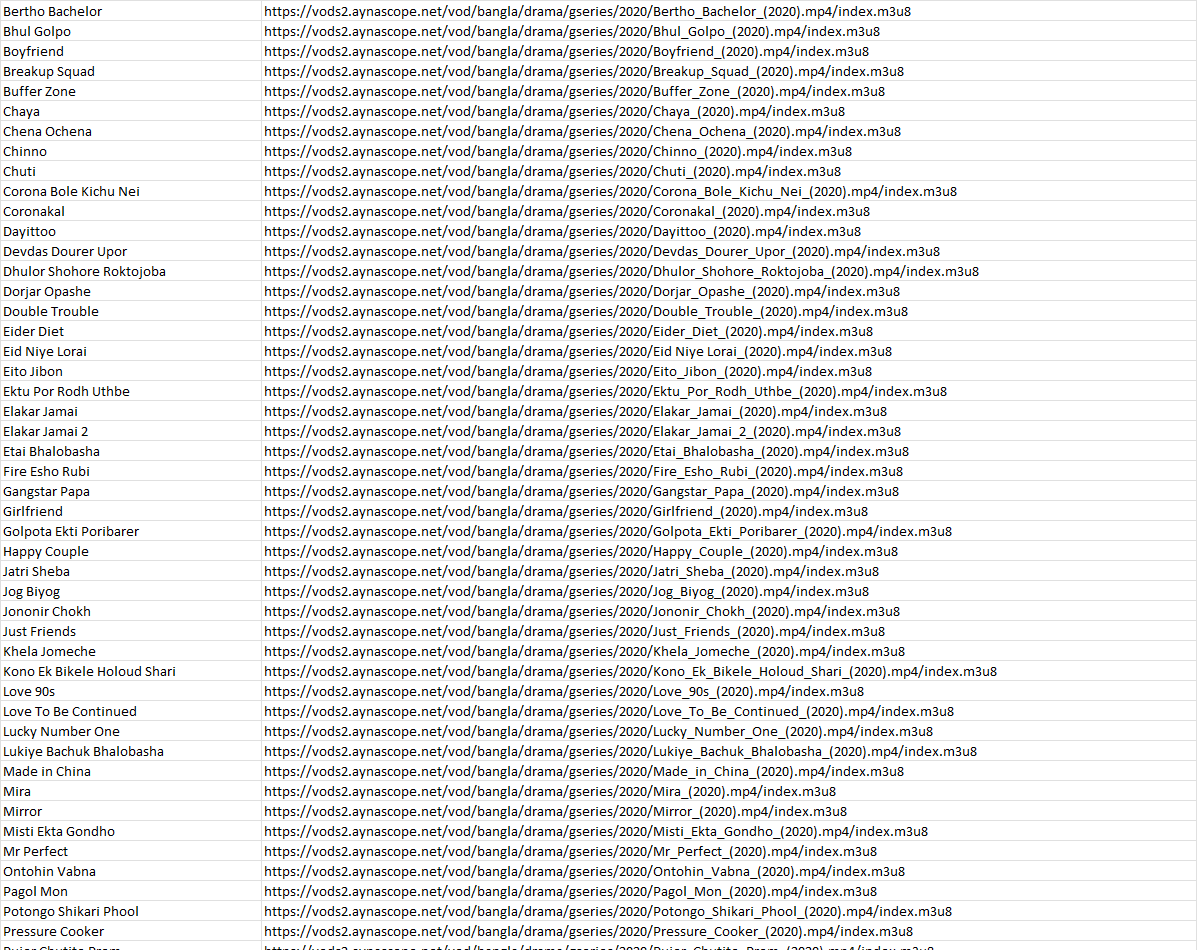 Bertho Bachelor https://vods2.aynascope.net/vod/bangla/drama/gseries/2020/Bertho_Bachelor_(2020).mp4/index.m3u8
Bhul Golpo https://vods2.aynascope.net/vod/bangla/drama/gseries/2020/Bhul_Golpo_(2020).mp4/index.m3u8
Boyfriend https://vods2.aynascope.net/vod/bangla/drama/gseries/2020/Boyfriend_(2020).mp4/index.m3u8
Breakup Squad https://vods2.aynascope.net/vod/bangla/drama/gseries/2020/Breakup_Squad_(2020).mp4/index.m3u8
Buffer Zone https://vods2.aynascope.net/vod/bangla/drama/gseries/2020/Buffer_Zone_(2020).mp4/index.m3u8
Chaya https://vods2.aynascope.net/vod/bangla/drama/gseries/2020/Chaya_(2020).mp4/index.m3u8
Chena Ochena https://vods2.aynascope.net/vod/bangla/drama/gseries/2020/Chena_Ochena_(2020).mp4/index.m3u8
Chinno https://vods2.aynascope.net/vod/bangla/drama/gseries/2020/Chinno_(2020).mp4/index.m3u8
Chuti https://vods2.aynascope.net/vod/bangla/drama/gseries/2020/Chuti_(2020).mp4/index.m3u8
Corona Bole Kichu Nei https://vods2.aynascope.net/vod/bangla/drama/gseries/2020/Corona_Bole_Kichu_Nei_(2020).mp4/index.m3u8
Coronakal https://vods2.aynascope.net/vod/bangla/drama/gseries/2020/Coronakal_(2020).mp4/index.m3u8
Dayittoo https://vods2.aynascope.net/vod/bangla/drama/gseries/2020/Dayittoo_(2020).mp4/index.m3u8
Devdas Dourer Upor https://vods2.aynascope.net/vod/bangla/drama/gseries/2020/Devdas_Dourer_Upor_(2020).mp4/index.m3u8
Dhulor Shohore Roktojoba https://vods2.aynascope.net/vod/bangla/drama/gseries/2020/Dhulor_Shohore_Roktojoba_(2020).mp4/index.m3u8
Dorjar Opashe https://vods2.aynascope.net/vod/bangla/drama/gseries/2020/Dorjar_Opashe_(2020).mp4/index.m3u8
Double Trouble https://vods2.aynascope.net/vod/bangla/drama/gseries/2020/Double_Trouble_(2020).mp4/index.m3u8
Eider Diet https://vods2.aynascope.net/vod/bangla/drama/gseries/2020/Eider_Diet_(2020).mp4/index.m3u8
Eid Niye Lorai https://vods2.aynascope.net/vod/bangla/drama/gseries/2020/Eid Niye Lorai_(2020).mp4/index.m3u8
Eito Jibon https://vods2.aynascope.net/vod/bangla/drama/gseries/2020/Eito_Jibon_(2020).mp4/index.m3u8
Ektu Por Rodh Uthbe https://vods2.aynascope.net/vod/bangla/drama/gseries/2020/Ektu_Por_Rodh_Uthbe_(2020).mp4/index.m3u8
Elakar Jamai https://vods2.aynascope.net/vod/bangla/drama/gseries/2020/Elakar_Jamai_(2020).mp4/index.m3u8
Elakar Jamai 2 https://vods2.aynascope.net/vod/bangla/drama/gseries/2020/Elakar_Jamai_2_(2020).mp4/index.m3u8
Etai Bhalobasha https://vods2.aynascope.net/vod/bangla/drama/gseries/2020/Etai_Bhalobasha_(2020).mp4/index.m3u8
Fire Esho Rubi https://vods2.aynascope.net/vod/bangla/drama/gseries/2020/Fire_Esho_Rubi_(2020).mp4/index.m3u8
Gangstar Papa https://vods2.aynascope.net/vod/bangla/drama/gseries/2020/Gangstar_Papa_(2020).mp4/index.m3u8
Girlfriend https://vods2.aynascope.net/vod/bangla/drama/gseries/2020/Girlfriend_(2020).mp4/index.m3u8
Golpota Ekti Poribarer https://vods2.aynascope.net/vod/bangla/drama/gseries/2020/Golpota_Ekti_Poribarer_(2020).mp4/index.m3u8
Happy Couple https://vods2.aynascope.net/vod/bangla/drama/gseries/2020/Happy_Couple_(2020).mp4/index.m3u8
Jatri Sheba https://vods2.aynascope.net/vod/bangla/drama/gseries/2020/Jatri_Sheba_(2020).mp4/index.m3u8
Jog Biyog https://vods2.aynascope.net/vod/bangla/drama/gseries/2020/Jog_Biyog_(2020).mp4/index.m3u8
Jononir Chokh https://vods2.aynascope.net/vod/bangla/drama/gseries/2020/Jononir_Chokh_(2020).mp4/index.m3u8
Just Friends https://vods2.aynascope.net/vod/bangla/drama/gseries/2020/Just_Friends_(2020).mp4/index.m3u8
Khela Jomeche https://vods2.aynascope.net/vod/bangla/drama/gseries/2020/Khela_Jomeche_(2020).mp4/index.m3u8
Kono Ek Bikele Holoud Shari https://vods2.aynascope.net/vod/bangla/drama/gseries/2020/Kono_Ek_Bikele_Holoud_Shari_(2020).mp4/index.m3u8
Love 90s https://vods2.aynascope.net/vod/bangla/drama/gseries/2020/Love_90s_(2020).mp4/index.m3u8
Love To Be Continued https://vods2.aynascope.net/vod/bangla/drama/gseries/2020/Love_To_Be_Continued_(2020).mp4/index.m3u8
Lucky Number One https://vods2.aynascope.net/vod/bangla/drama/gseries/2020/Lucky_Number_One_(2020).mp4/index.m3u8
Lukiye Bachuk Bhalobasha https://vods2.aynascope.net/vod/bangla/drama/gseries/2020/Lukiye_Bachuk_Bhalobasha_(2020).mp4/index.m3u8
Made in China https://vods2.aynascope.net/vod/bangla/drama/gseries/2020/Made_in_China_(2020).mp4/index.m3u8
Mira https://vods2.aynascope.net/vod/bangla/drama/gseries/2020/Mira_(2020).mp4/index.m3u8
Mirror https://vods2.aynascope.net/vod/bangla/drama/gseries/2020/Mirror_(2020).mp4/index.m3u8
Misti Ekta Gondho https://vods2.aynascope.net/vod/bangla/drama/gseries/2020/Misti_Ekta_Gondho_(2020).mp4/index.m3u8
Mr Perfect https://vods2.aynascope.net/vod/bangla/drama/gseries/2020/Mr_Perfect_(2020).mp4/index.m3u8
Ontohin Vabna https://vods2.aynascope.net/vod/bangla/drama/gseries/2020/Ontohin_Vabna_(2020).mp4/index.m3u8
Pagol Mon https://vods2.aynascope.net/vod/bangla/drama/gseries/2020/Pagol_Mon_(2020).mp4/index.m3u8
Potongo Shikari Phool https://vods2.aynascope.net/vod/bangla/drama/gseries/2020/Potongo_Shikari_Phool_(2020).mp4/index.m3u8
Pressure Cooker https://vods2.aynascope.net/vod/bangla/drama/gseries/2020/Pressure_Cooker_(2020).mp4/index.m3u8